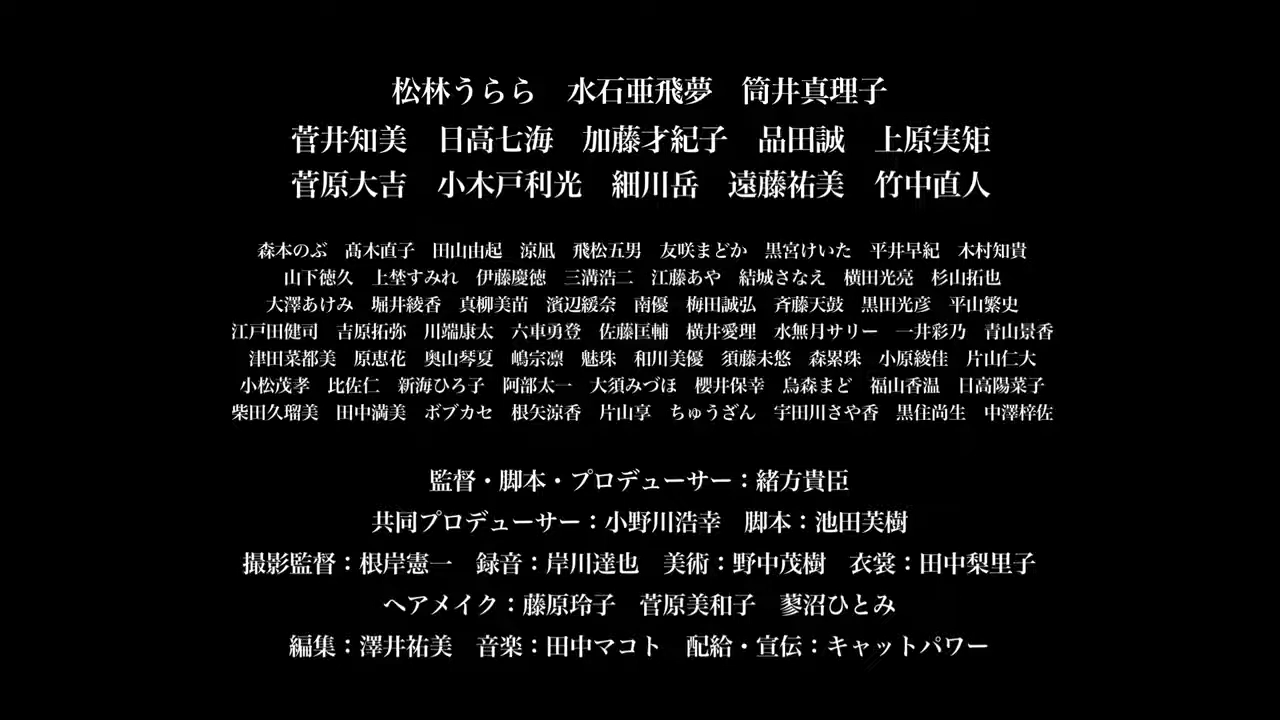 松林うらら　水石亜飛夢　筒井真理子
菅井知美　日高七海　加藤才紀子　品田誠　上原実矩
菅原大吉　小木戸利光　細川岳　遠藤祐美　竹中直人
森本のぶ　髙木直子　田山由起　涼凪　飛松五男　友咲まどか　黒宮けいた　平井早紀　木村知貴
山下徳久　上埜すみれ　伊藤慶徳　三溝浩二　江藤あや　結城さなえ　横田光亮　杉山拓也
大澤あけみ　堀井綾香　真柳美苗　濱辺緩奈　南優　梅田誠弘　斉藤天鼓　黒田光彦　平山繁史
江戸田健司　吉原拓弥　川端康太　六車勇登　佐藤匡輔　横井愛理　水無月サリー　一井彩乃　青山景香
津田菜都美　原恵花　奥山琴夏　嶋宗凛　魅珠　和川美優　須藤未悠　森累珠　小原綾佳　片山仁大
小松茂孝　比佐仁　新海ひろ子　阿部太一　大須みづほ　櫻井保幸　烏森まど　福山香温　日高陽菜子
柴田久瑠美　田中満美　ボブカセ　根矢涼香　片山享　ちゅうざん　宇田川さや香　黒住尚生　中澤梓佐
監督・脚本・プロデューサー：緒方貴臣
共同プロデューサー：小野川浩幸　脚本：池田芙樹
撮影監督：根岸憲一　録音：岸川達也　美術：野中茂樹　衣裳：田中梨里子
ヘアメイク：藤原玲子　菅原美和子　蓼沼ひとみ
編集：澤井祐美　音楽：田中マコト　配給・宣伝：キャットパワー